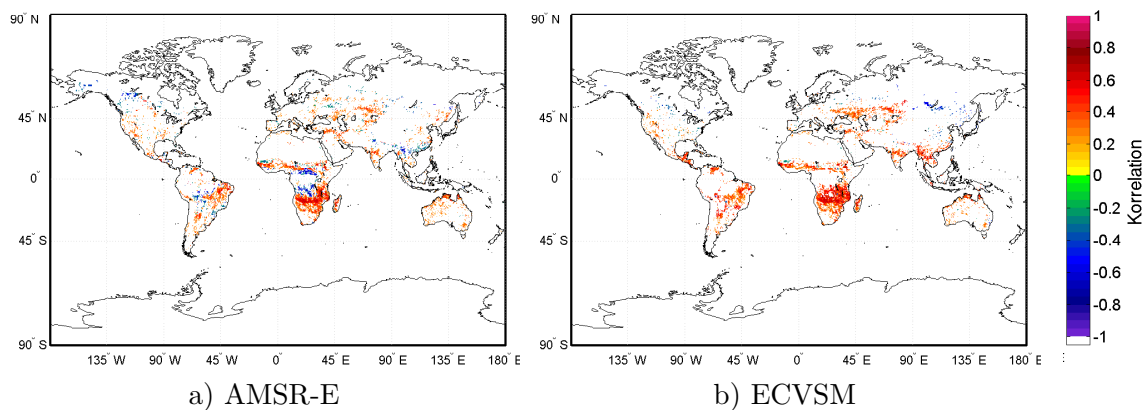 90° N
45° N
0°
45° S
90° S
135° W
90° W
45° W
0°
45° E
90° E
135° E
180° E
a) AMSR-E
90° N
45° N
0°
45° S
90° S
135° W
90° W
45° W
0°
45° E
90° E
135° E
180° E
b) ECVSM
1
0.8
0.6
0.4
0.2
0
-0.2
-0.4
-0.6
-0.8
-1
Korrelation